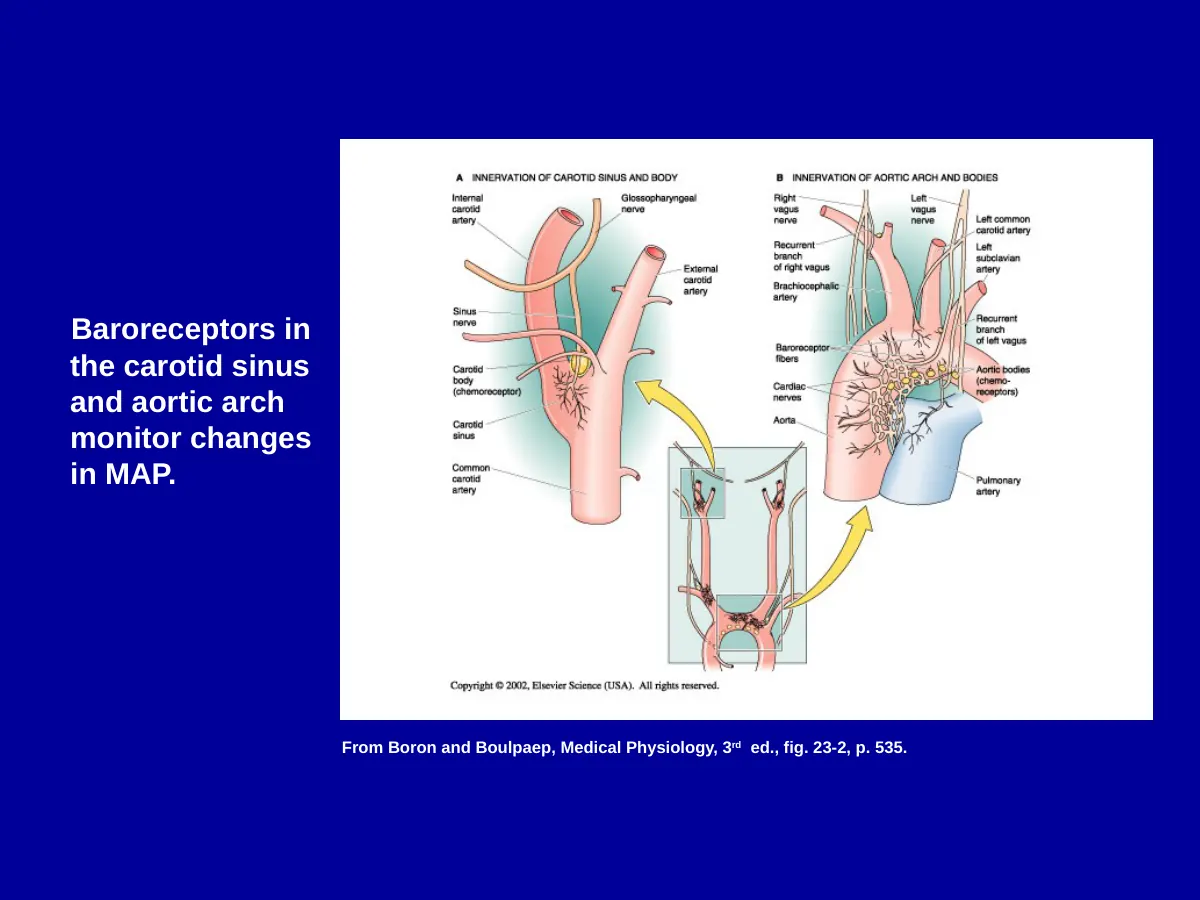 Baroreceptors in
the carotid sinus
and aortic arch
monitor changes
in MAP.
A INNERVATION OF CAROTID SINUS AND BODY
Internal
carotid
artery
Glossopharyngeal
nerve
External
carotid
artery
Sinus
nerve
Carotid
body
(chemoreceptor)
Carotid
sinus
Common
carotid
artery
B INNERVATION OF AORTIC ARCH AND BODIES
Right
vagus
nerve
Left
vagus
nerve
Left common
carotid artery
Recurrent
branch
of right vagus
Left
subclavian
artery
Brachiocephalic
artery
Recurrent
branch
of left vagus
Baroreceptor
fibers
Aortic bodies
(chemo-
receptors)
Cardiac
nerves
Aorta
Pulmonary
artery
Copyright © 2002, Elsevier Science (USA). All rights reserved.
From Boron and Boulpaep, Medical Physiology, 3rd ed., fig. 23-2, p. 535.